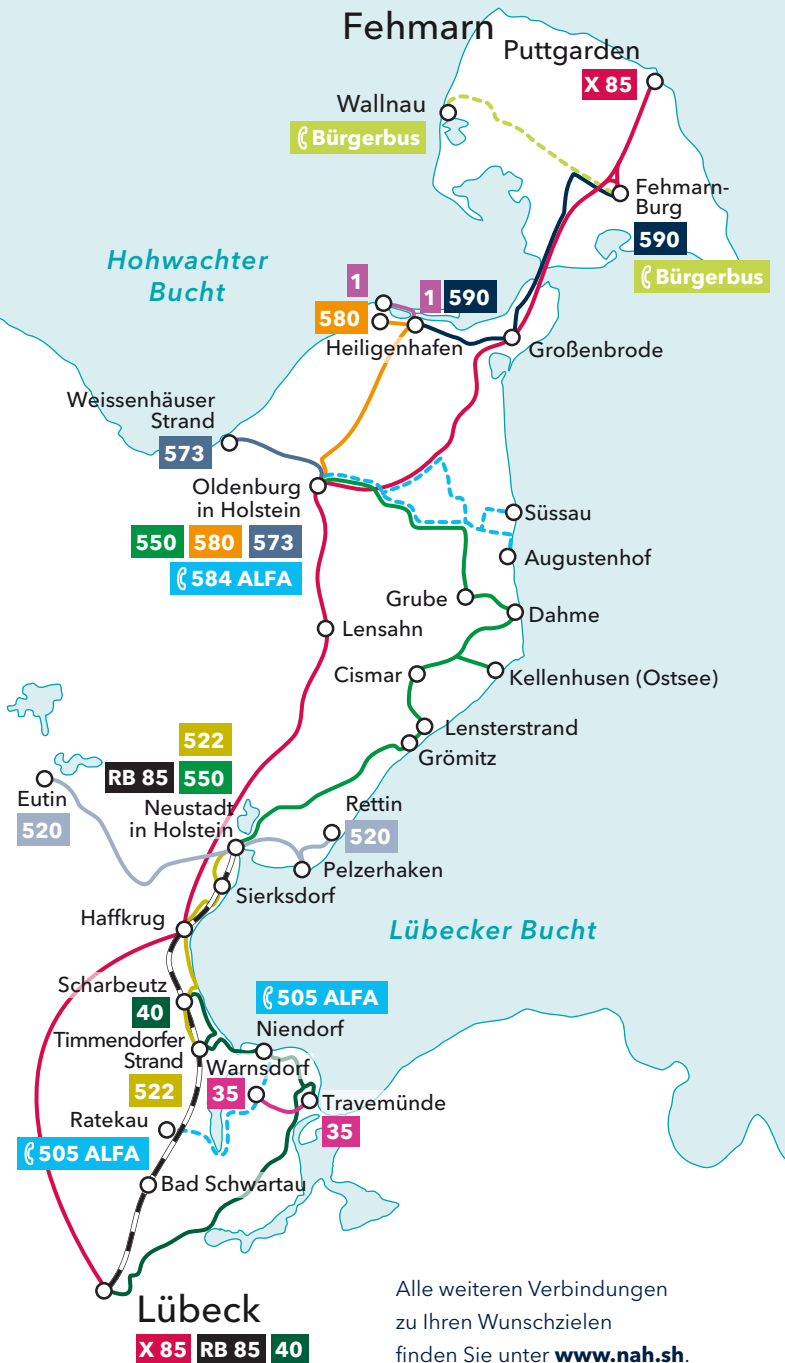 Fehmarn
Puttgarden
X 85
Wallnau
Bürgerbus
Fehmarn-
Burg
590
Bürgerbus
Hohwachter
Bucht
1
1 590
580
Heiligenhafen
Großenbrode
Weissenhäuser
Strand
573
Oldenburg
in Holstein
550 580 573
584 ALFA
Süssau
Augustenhof
Grube
Dahme
Lensahn
Cismar
Kellenhusen (Ostsee)
Lensterstrand
Grömitz
522
RB 85 550
Neustadt
in Holstein
Eutin
520
Rettin
520
Pelzerhaken
Sierksdorf
Haffkrug
Lübecker Bucht
Scharbeutz
40
505 ALFA
Niendorf
Timmendorfer
Strand
522
Warnsdorf
35
Travemünde
35
Ratekau
505 ALFA
Bad Schwartau
Lübeck
X 85 RB 85 40
Alle weiteren Verbindungen
zu Ihren Wunschzielen
finden Sie unter www.nah.sh.